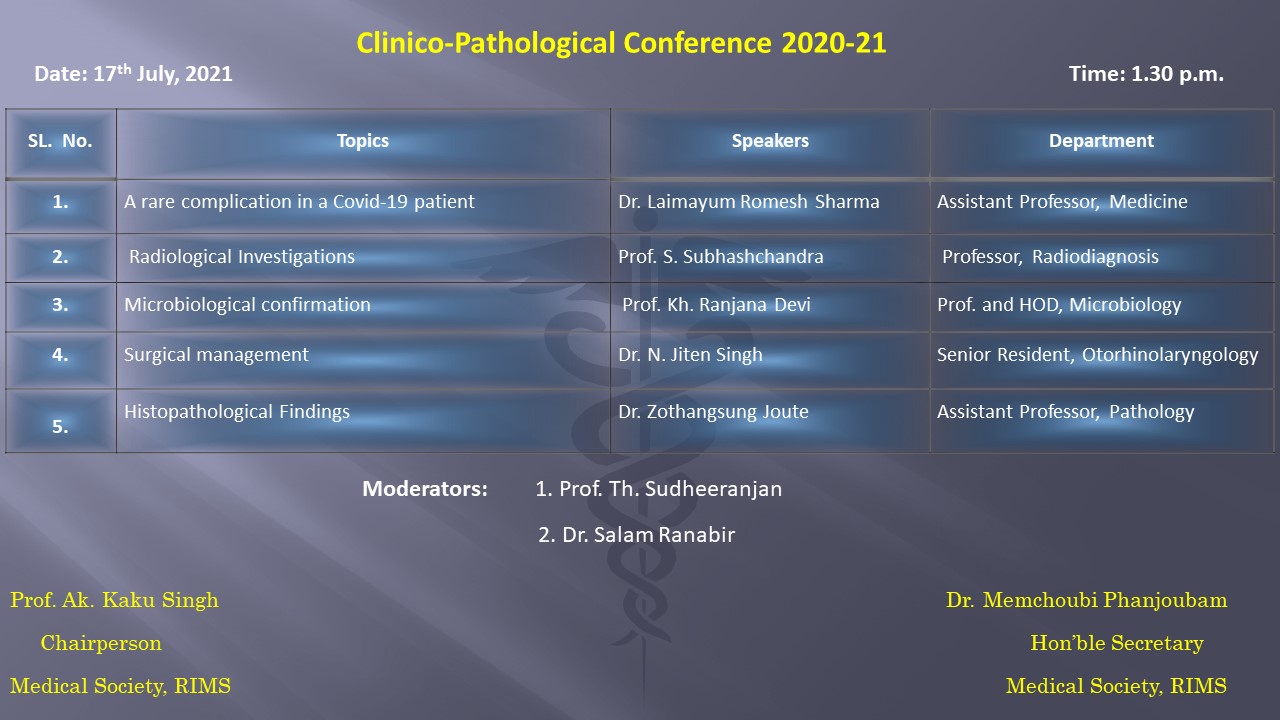 Clinico-Pathological Conference 2020-21
Date: 17th July, 2021 Time: 1.30 p.m.
SL. No. Topics Speakers Department
1. A rare complication in a Covid-19 patient Dr. Laimayum Romesh Sharma Assistant Professor, Medicine
2. Radiological Investigations Prof. S. Subhashchandra Professor, Radiodiagnosis
3. Microbiological confirmation Prof. Kh. Ranjana Devi Prof. and HOD, Microbiology
4. Surgical management Dr. N. Jiten Singh Senior Resident, Otorhinolaryngology
5. Histopathological Findings Dr. Zothangsung Joute Assistant Professor, Pathology
Moderators: 1. Prof. Th. Sudheeranjan
2. Dr. Salam Ranabir
Prof. Ak. Kaku Singh Dr. Memchoubi Phanjoubam
Chairperson Hon’ble Secretary
Medical Society, RIMS Medical Society, RIMS